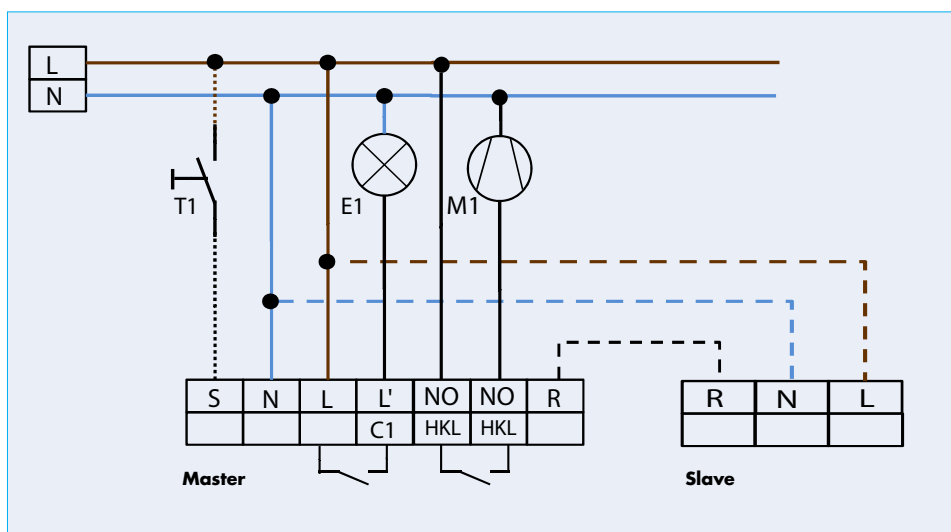 L
N
T1
E1
M1
S N L L' NO NO R
C1 HKL HKL
R N L
Master
Slave